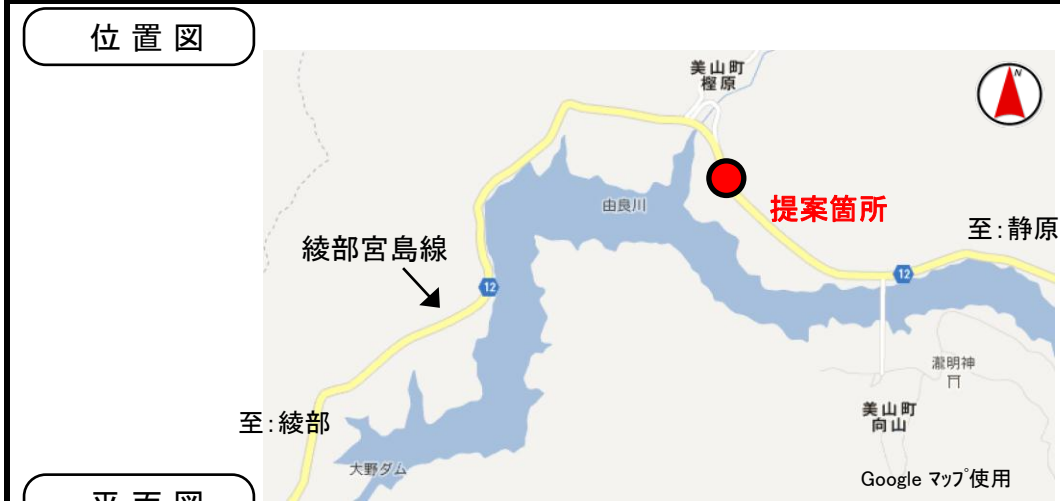 位置図
美山町
樫原
N
由良川
提案箇所
至:静原
綾部宮島線
12
12
瀧明神
美山町
向山
至:綾部
大野ダム
Google マップ使用
平面図